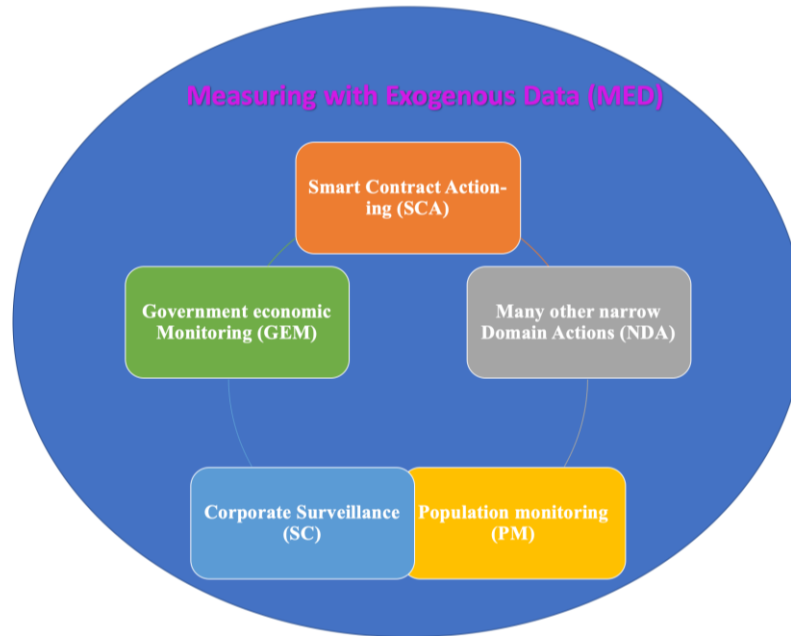 Measuring with Exogenous Data (MED)
Smart Contract Action-
ing (SCA)
Government economic
Monitoring (GEM)
Many other narrow
Domain Actions (NDA)
Corporate Surveillance
(SC)
Population monitoring
(PM)